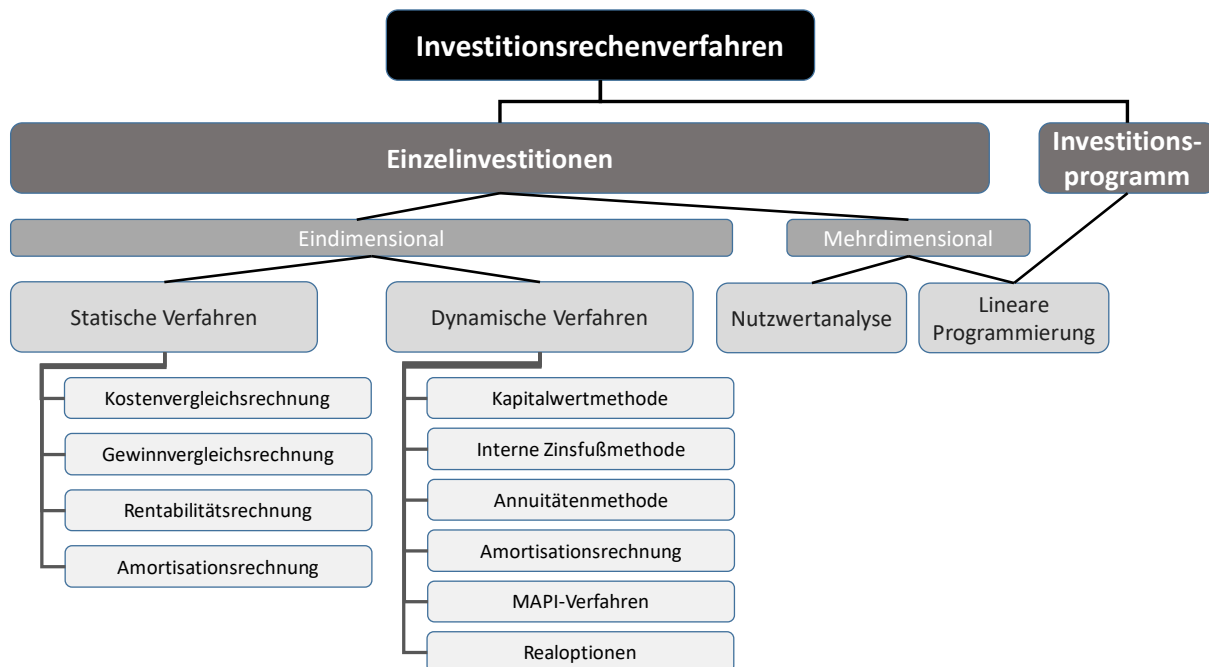 Investitionsrechenverfahren
Einzelinvestitionen
Investitions-
programm
Eindimensional
Mehrdimensional
Statische Verfahren
Dynamische Verfahren
Nutzwertanalyse
Lineare
Programmierung
Kostenvergleichsrechnung
Gewinnvergleichsrechnung
Rentabilitätsrechnung
Amortisationsrechnung
Kapitalwertmethode
Interne Zinsfußmethode
Annuitätenmethode
Amortisationsrechnung
MAPI-Verfahren
Realoptionen